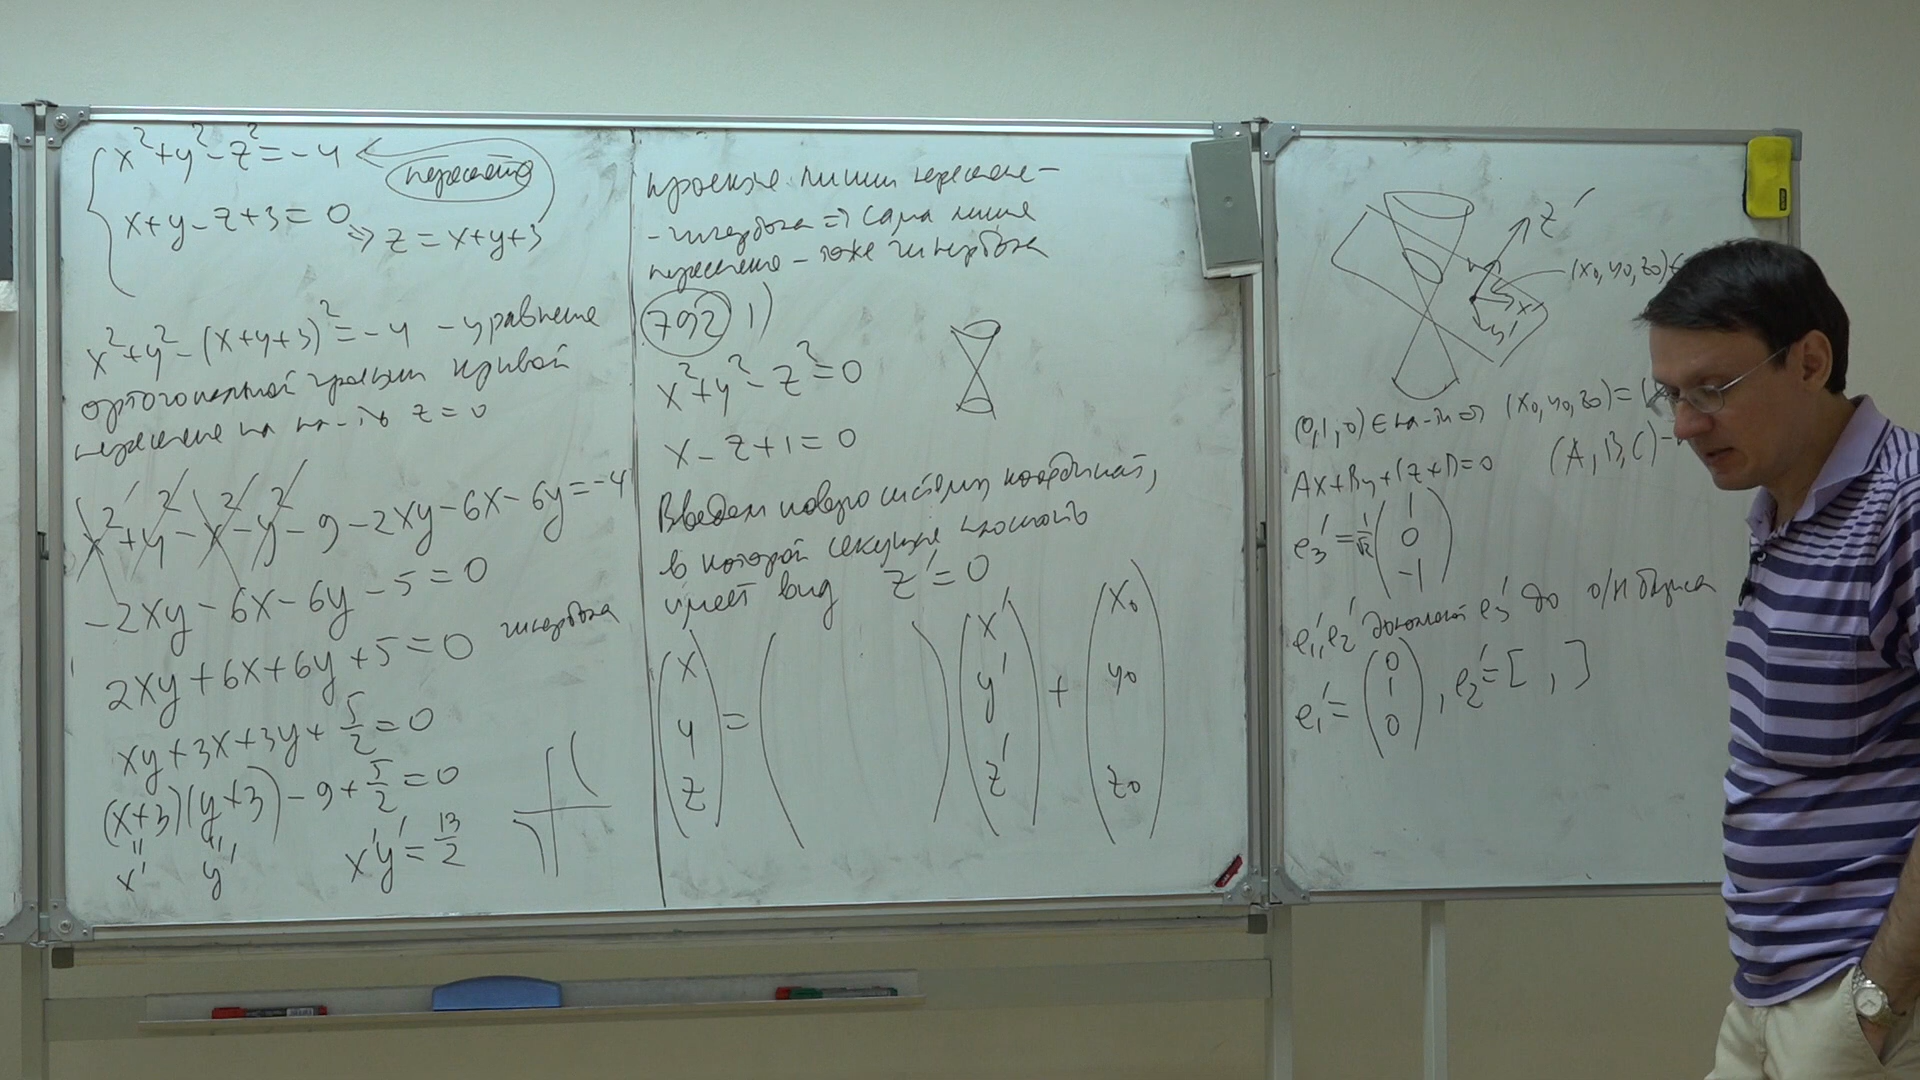 x²+y²-z²=-4
пересечение
x+y-z+3=0 ⇒ z=x+y+3
x²+y²-(x+y+3)²=-4 - уравнение
ортогональной проекции кривой
пересечения на пл-ть z=0
x²+y²-x²-y²-9-2xy-6x-6y=-4
-2xy-6x-6y-5=0
2xy+6x+6y+5=0 гипербола
xy+3x+3y+5/2=0
(x+3)(y+3)-9+5/2=0
x' y' x'y'=13/2
проекция линии пересече-
-гипербола ⇒ сама линия
пересечения - тоже гипербола
792 1)
x²+y²-z²=0
x-z+1=0
Введем новую систему координат,
в которой секущая плоскость
имеет вид z'=0
(x y z) = ( ) (x' y' z') + (x₀ y₀ z₀)
z'
(x₀,y₀,z₀)∈
x'
y'
(0,1,0)∈ пл-ти ⇒ (x₀,y₀,z₀)=
Ax+By+Cz+D=0 (A,B,C)-
e₃'=1/√2 (1 0 -1)
e₁',e₂' дополняют e₃' до о/н базиса
e₁'=(0 1 0), e₂'=[ , ]